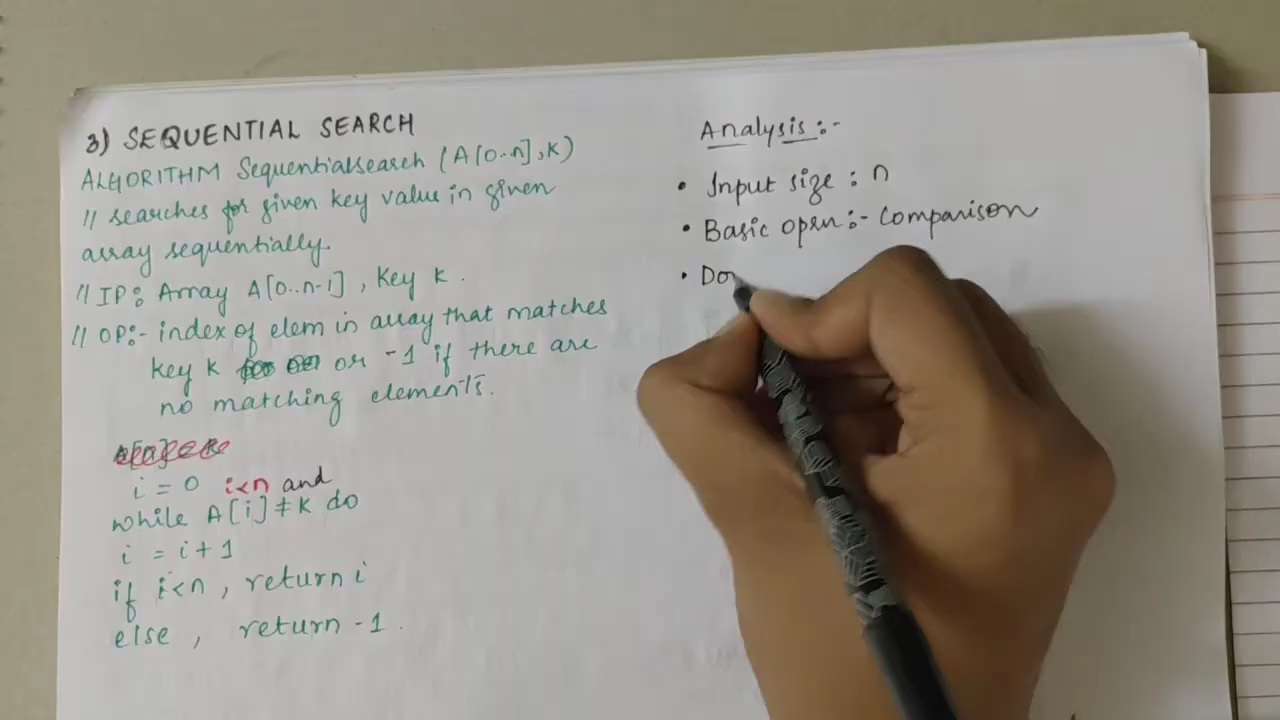 3) SEQUENTIAL SEARCH
ALGORITHM Sequentialsearch (A[0..n], K)
// searches for given key value in given
array sequentially.
// IP:- Array A[0..n-1], Key K.
// OP:- index of elem in array that matches
key K or -1 if there are
no matching elements.
i = 0 i<n and
while A[i] ≠ K do
i = i + 1
if i<n, return i
else, return -1.
Analysis:-
• Input size : n
• Basic opern:- Comparison
• Do